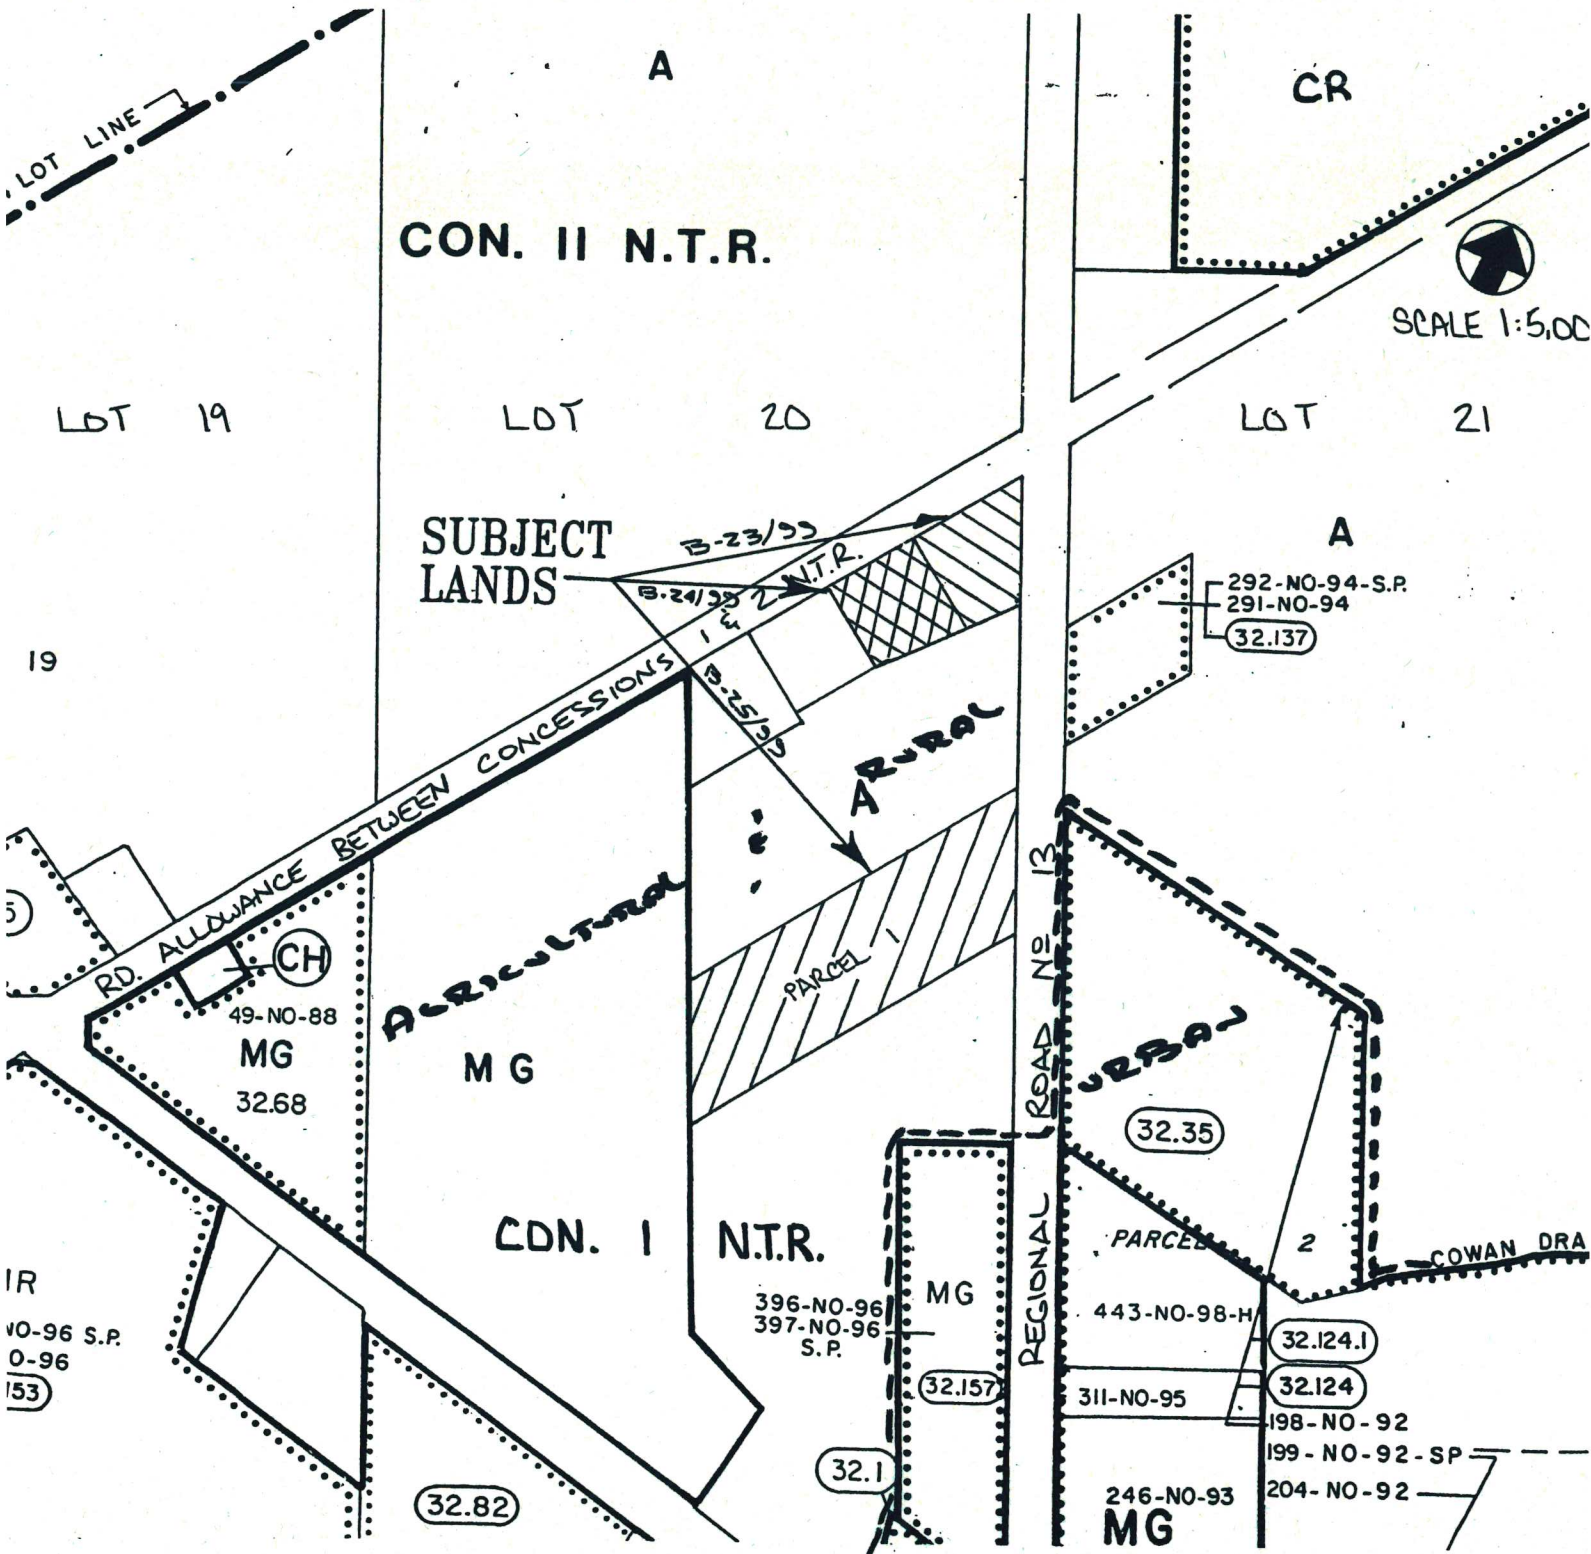 A
CR
LOT LINE
CON. II N.T.R.
SCALE 1:5,00
LOT 19
LOT 20
LOT 21
SUBJECT
LANDS
B-23/99
B-24/99
B-25/99
A
292-NO-94-S.P.
291-NO-94
32.137
19
RD. ALLOWANCE BETWEEN CONCESSIONS 1 & 2 N.T.R.
RURAL
A
&
AGRICULTURAL
PARCEL 1
5
CH
49-NO-88
MG
32.68
MG
REGIONAL ROAD Nº 13
URBAN
32.35
CON. I N.T.R.
PARCEL 2
COWAN DRA
IR
NO-96 S.P.
O-96
153
396-NO-96
397-NO-96
S.P.
MG
32.157
443-NO-98-H
32.124.1
32.124
311-NO-95
198-NO-92
199-NO-92-SP
204-NO-92
32.1
32.82
246-NO-93
MG